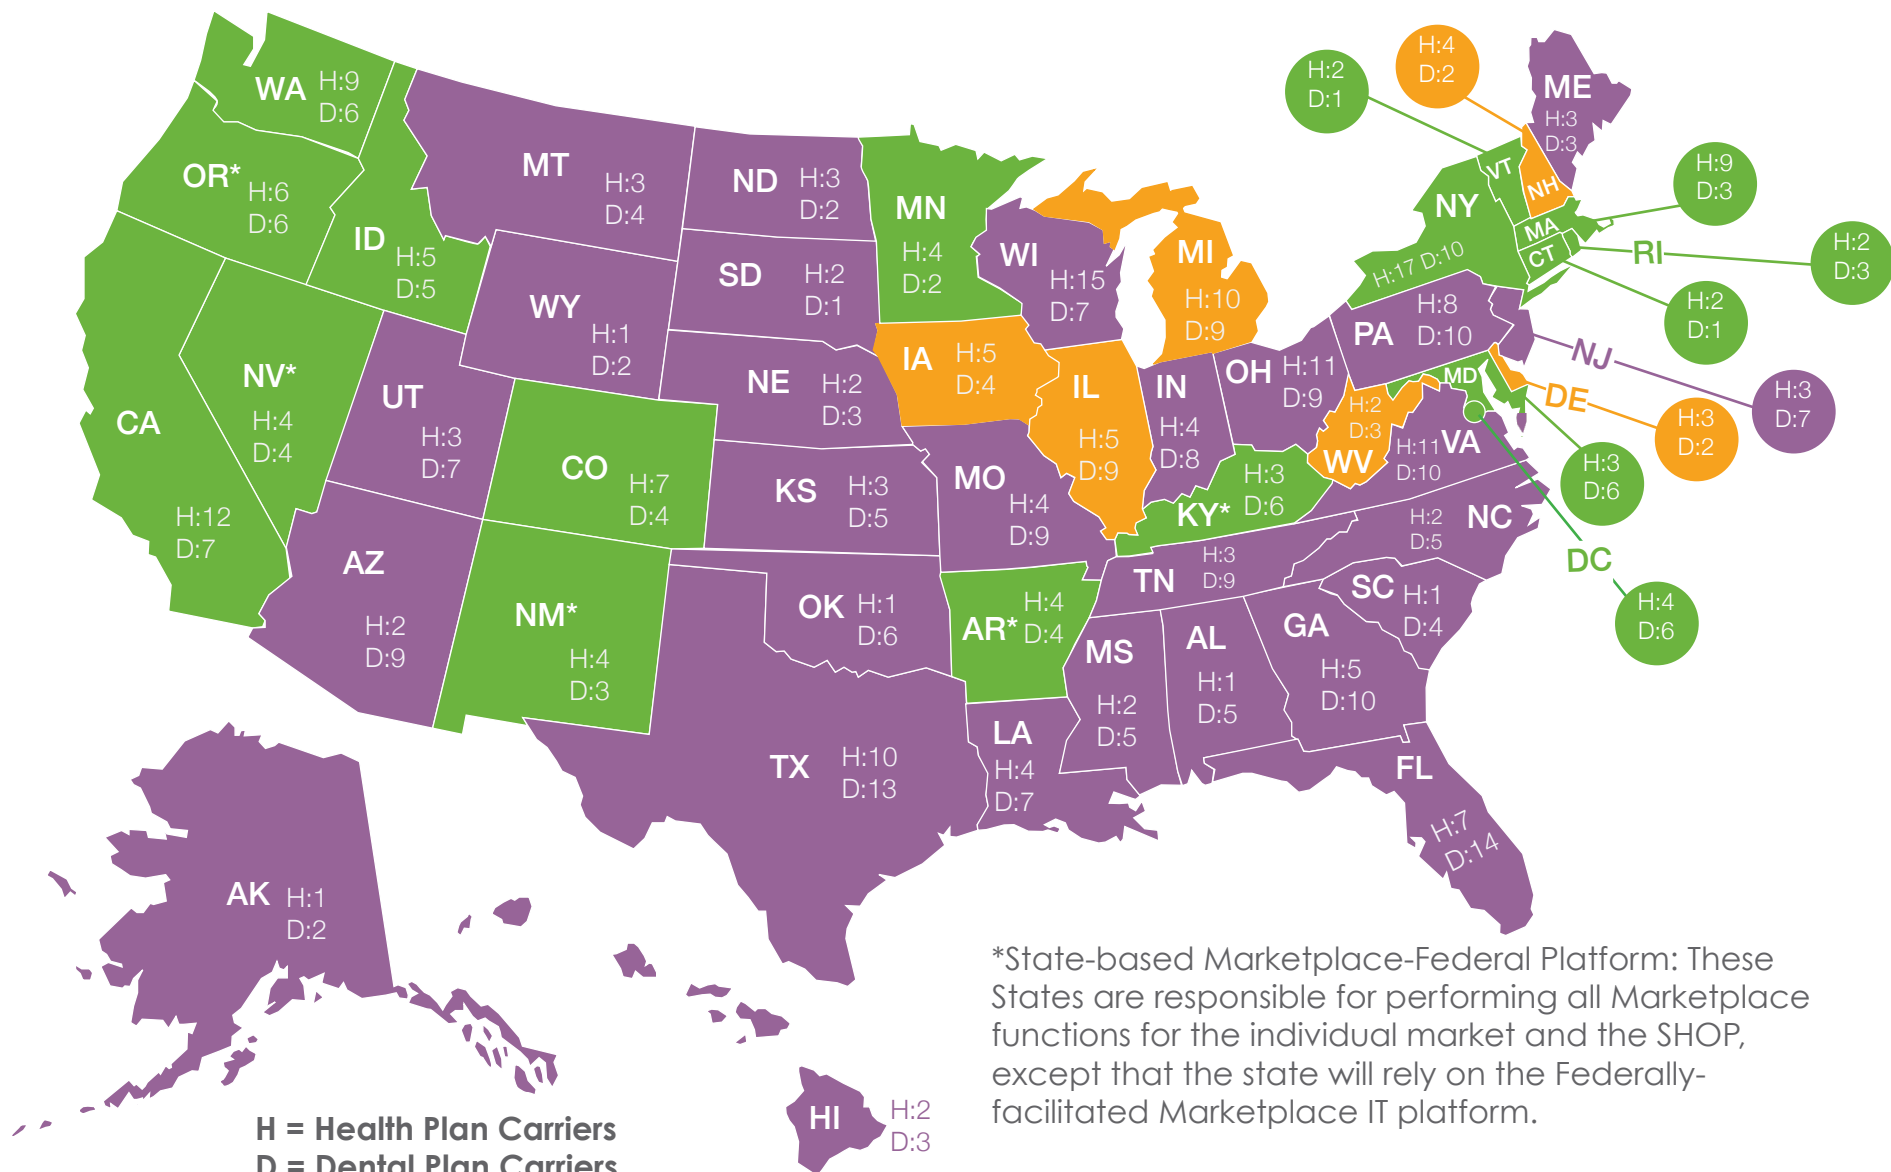 WA H:9
D:6
OR* H:6
D:6
ID H:5
D:5
MT H:3
D:4
ND H:3
D:2
MN
H:4
D:2
WI
H:15
D:7
MI
H:10
D:9
H:2
D:1
H:4
D:2
ME
H:3
D:3
VT
NH
H:9
D:3
NY
H:17 D:10
MA
CT
RI
H:2
D:3
H:2
D:1
SD H:2
D:1
WY
H:1
D:2
NE H:2
D:3
IA H:5
D:4
IL
H:5
D:9
IN
H:4
D:8
OH H:11
D:9
PA H:8
D:10
NJ
H:3
D:7
MD
DE
H:3
D:2
H:3
D:6
DC
H:4
D:6
H:2
D:3
WV
H:11 VA
D:10
CA
H:12
D:7
NV*
H:4
D:4
UT
H:3
D:7
CO
H:7
D:4
KS H:3
D:5
MO
H:4
D:9
KY* H:3
D:6
TN H:3
D:9
H:2 NC
D:5
SC H:1
D:4
AZ
H:2
D:9
NM*
H:4
D:3
OK H:1
D:6
AR* H:4
D:4
MS
H:2
D:5
AL
H:1
D:5
GA
H:5
D:10
TX H:10
D:13
LA
H:4
D:7
FL
H:7
D:14
AK H:1
D:2
HI H:2
D:3
*State-based Marketplace-Federal Platform: These
States are responsible for performing all Marketplace
functions for the individual market and the SHOP,
except that the state will rely on the Federally-
facilitated Marketplace IT platform.
H = Health Plan Carriers
D = Dental Plan Carriers